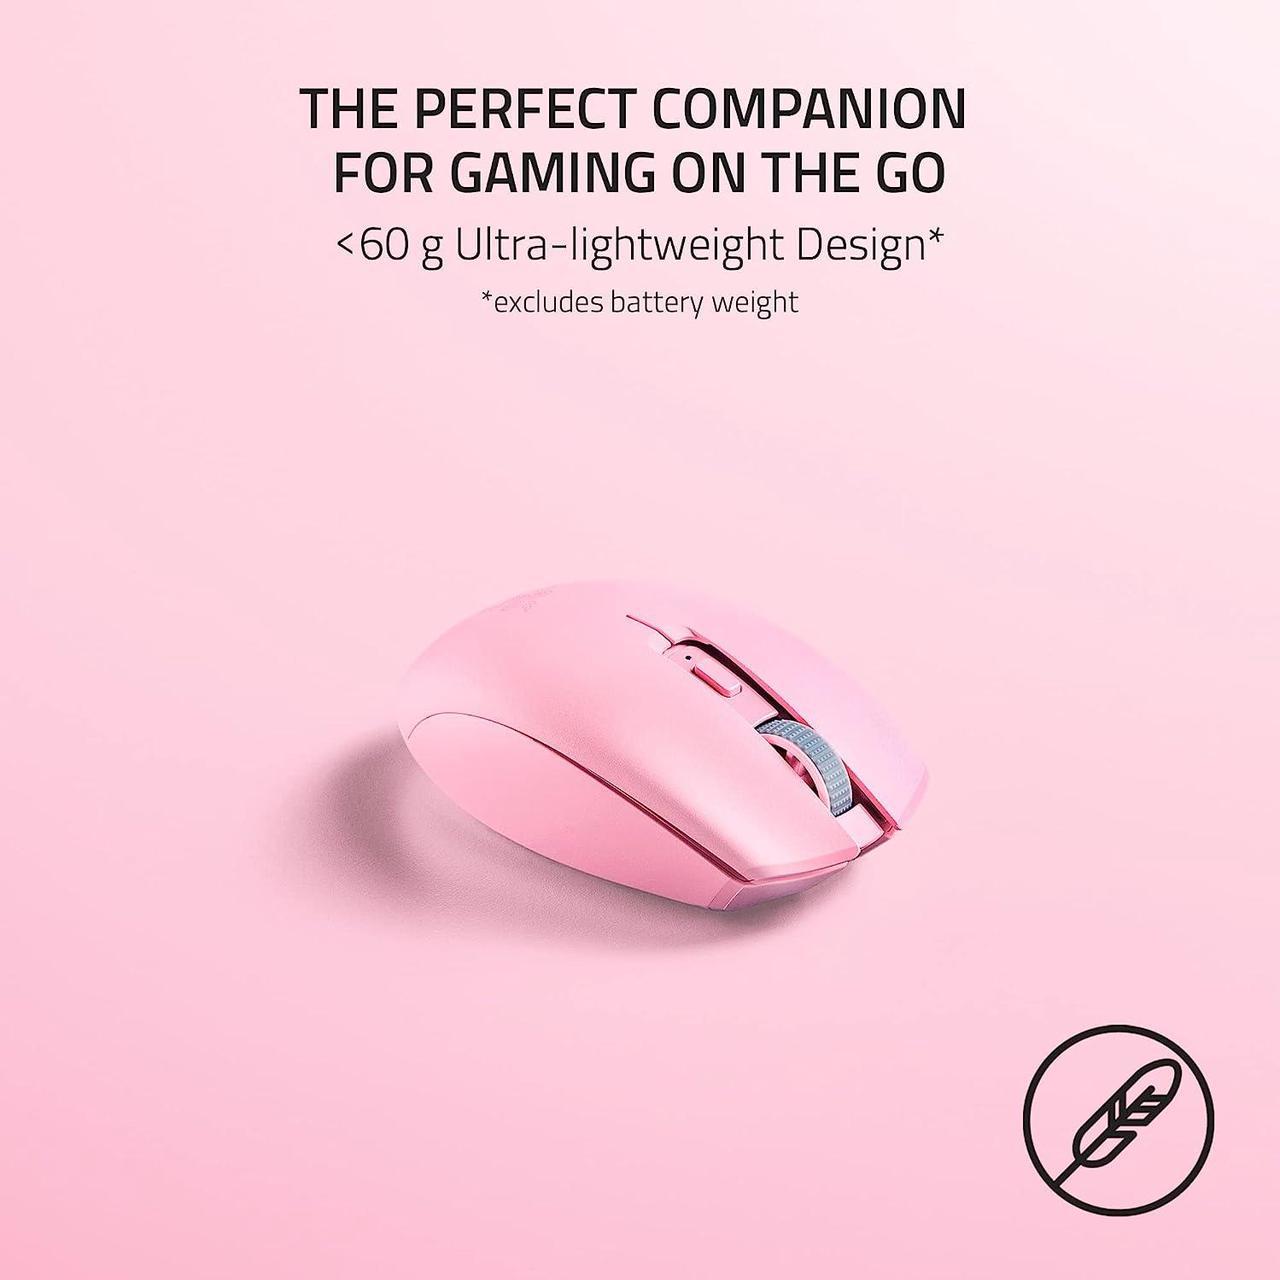 THE PERFECT COMPANION
FOR GAMING ON THE GO
<60 g Ultra-lightweight Design*
*excludes battery weight